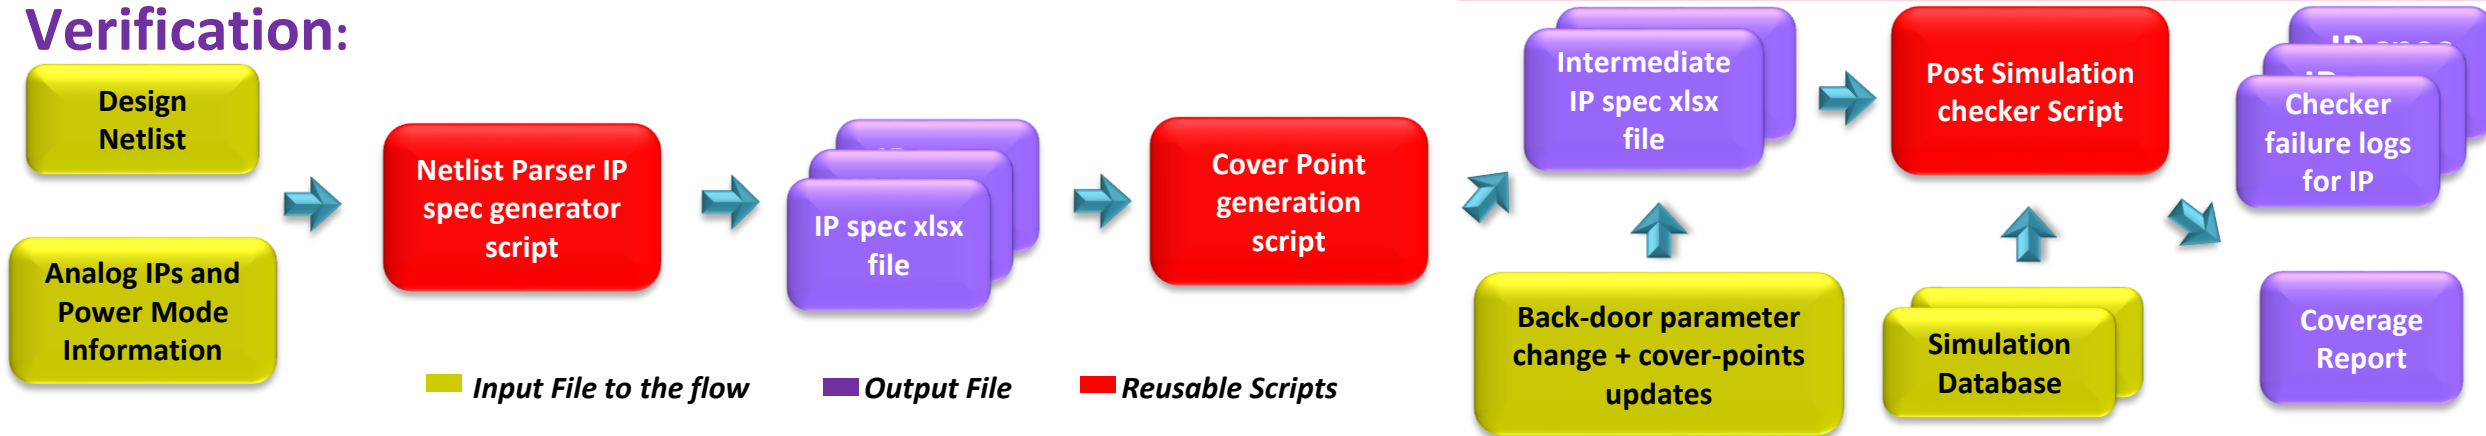 Verification:
Design
Netlist
Analog IPs and
Power Mode
Information
Netlist Parser IP
spec generator
script
IP spec xlsx
file
Cover Point
generation
script
Intermediate
IP spec xlsx
file
Back-door parameter
change + cover-points
updates
Post Simulation
checker Script
Simulation
Database
IP spec
Checker
failure logs
for IP
Coverage
Report
Input File to the flow
Output File
Reusable Scripts